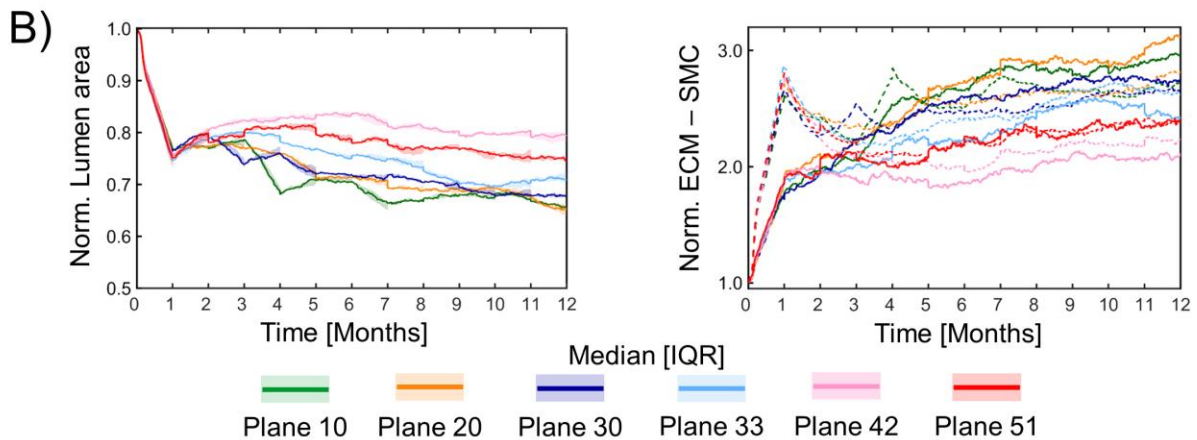 B)
Norm. Lumen area
1.0
0.9
0.8
0.7
0.6
0.5
0 1 2 3 4 5 6 7 8 9 10 11 12
Time [Months]
Norm. ECM – SMC
3.0
2.0
1.0
0 1 2 3 4 5 6 7 8 9 10 11 12
Time [Months]
Median [IQR]
Plane 10 Plane 20 Plane 30 Plane 33 Plane 42 Plane 51